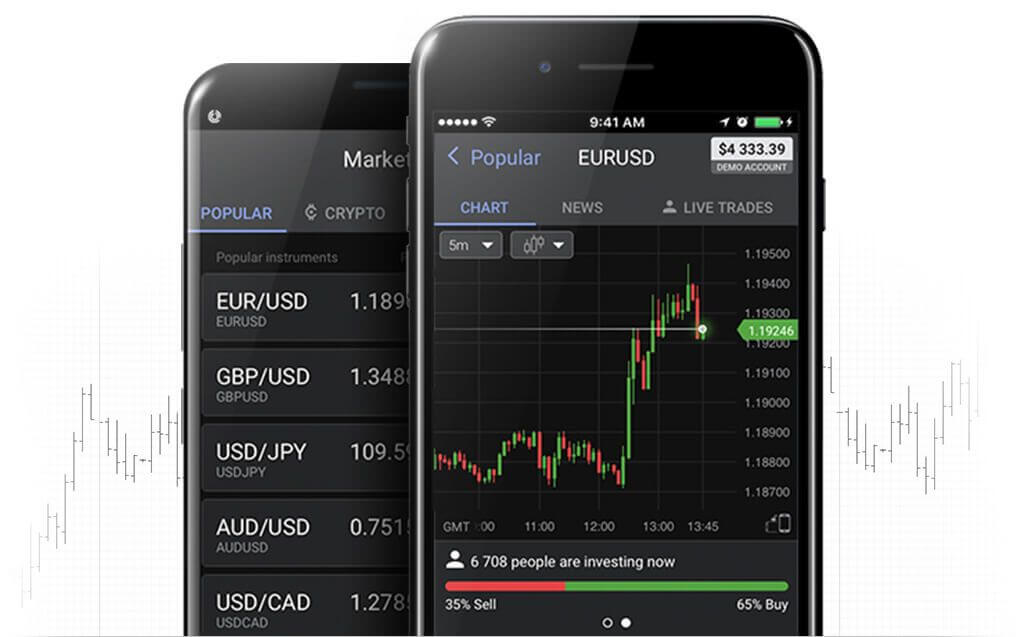 Market
POPULAR
CRYPTO
Popular instruments
EUR/USD 1.189
EURUSD
GBP/USD 1.348
GBPUSD
USD/JPY 109.5
USDJPY
AUD/USD 0.751
AUDUSD
USD/CAD 1.278
USDCAD
9:41 AM
Popular
EURUSD
$4 333.39
DEMO ACCOUNT
CHART
NEWS
LIVE TRADES
5m
1.19500
1.19400
1.19300
1.19246
1.19200
1.19100
1.19000
1.18900
1.18800
1.18700
GMT :00 11:00 12:00 13:00 13:45
6 708 people are investing now
35% Sell
65% Buy